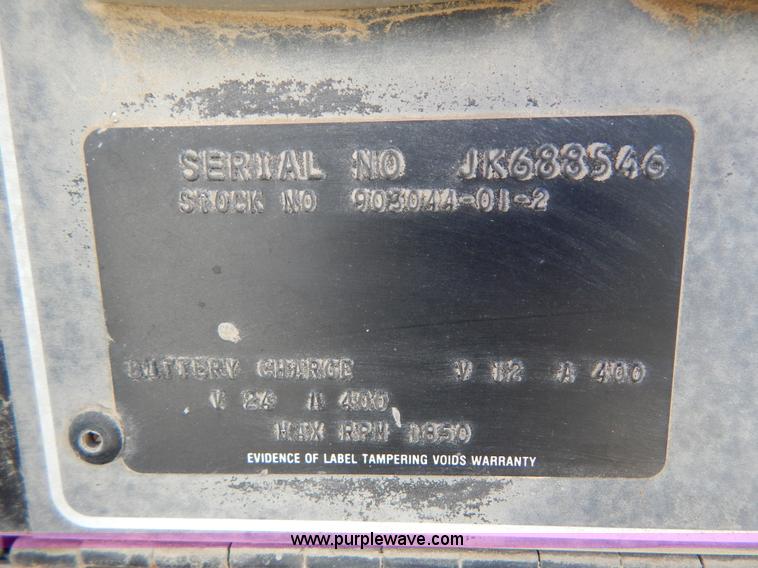 SERIAL NO JK688546
STOCK NO 903044-01-2
BATTERY CHARGE V 12 A 400
V 24 A 400
MAX RPM 1850
EVIDENCE OF LABEL TAMPERING VOIDS WARRANTY
www.purplewave.com